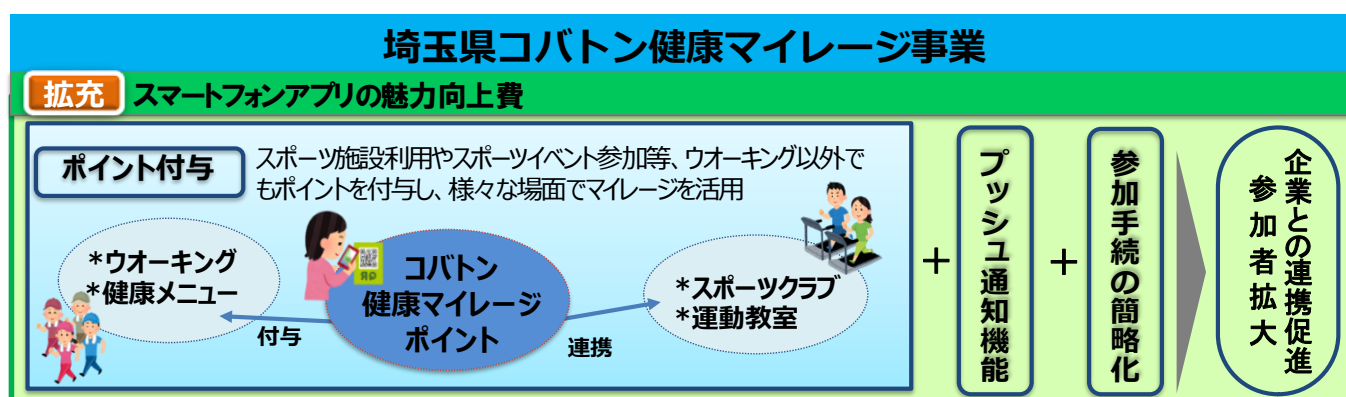 埼玉県コバトン健康マイレージ事業
拡充
スマートフォンアプリの魅力向上費
ポイント付与
スポーツ施設利用やスポーツイベント参加等、ウオーキング以外で
もポイントを付与し、様々な場面でマイレージを活用
*ウオーキング
*健康メニュー
付与
コバトン
健康マイレージ
ポイント
連携
*スポーツクラブ
*運動教室
+
プッシュ通知機能
+
参加手続の簡略化
企業との連携促進
参加者拡大